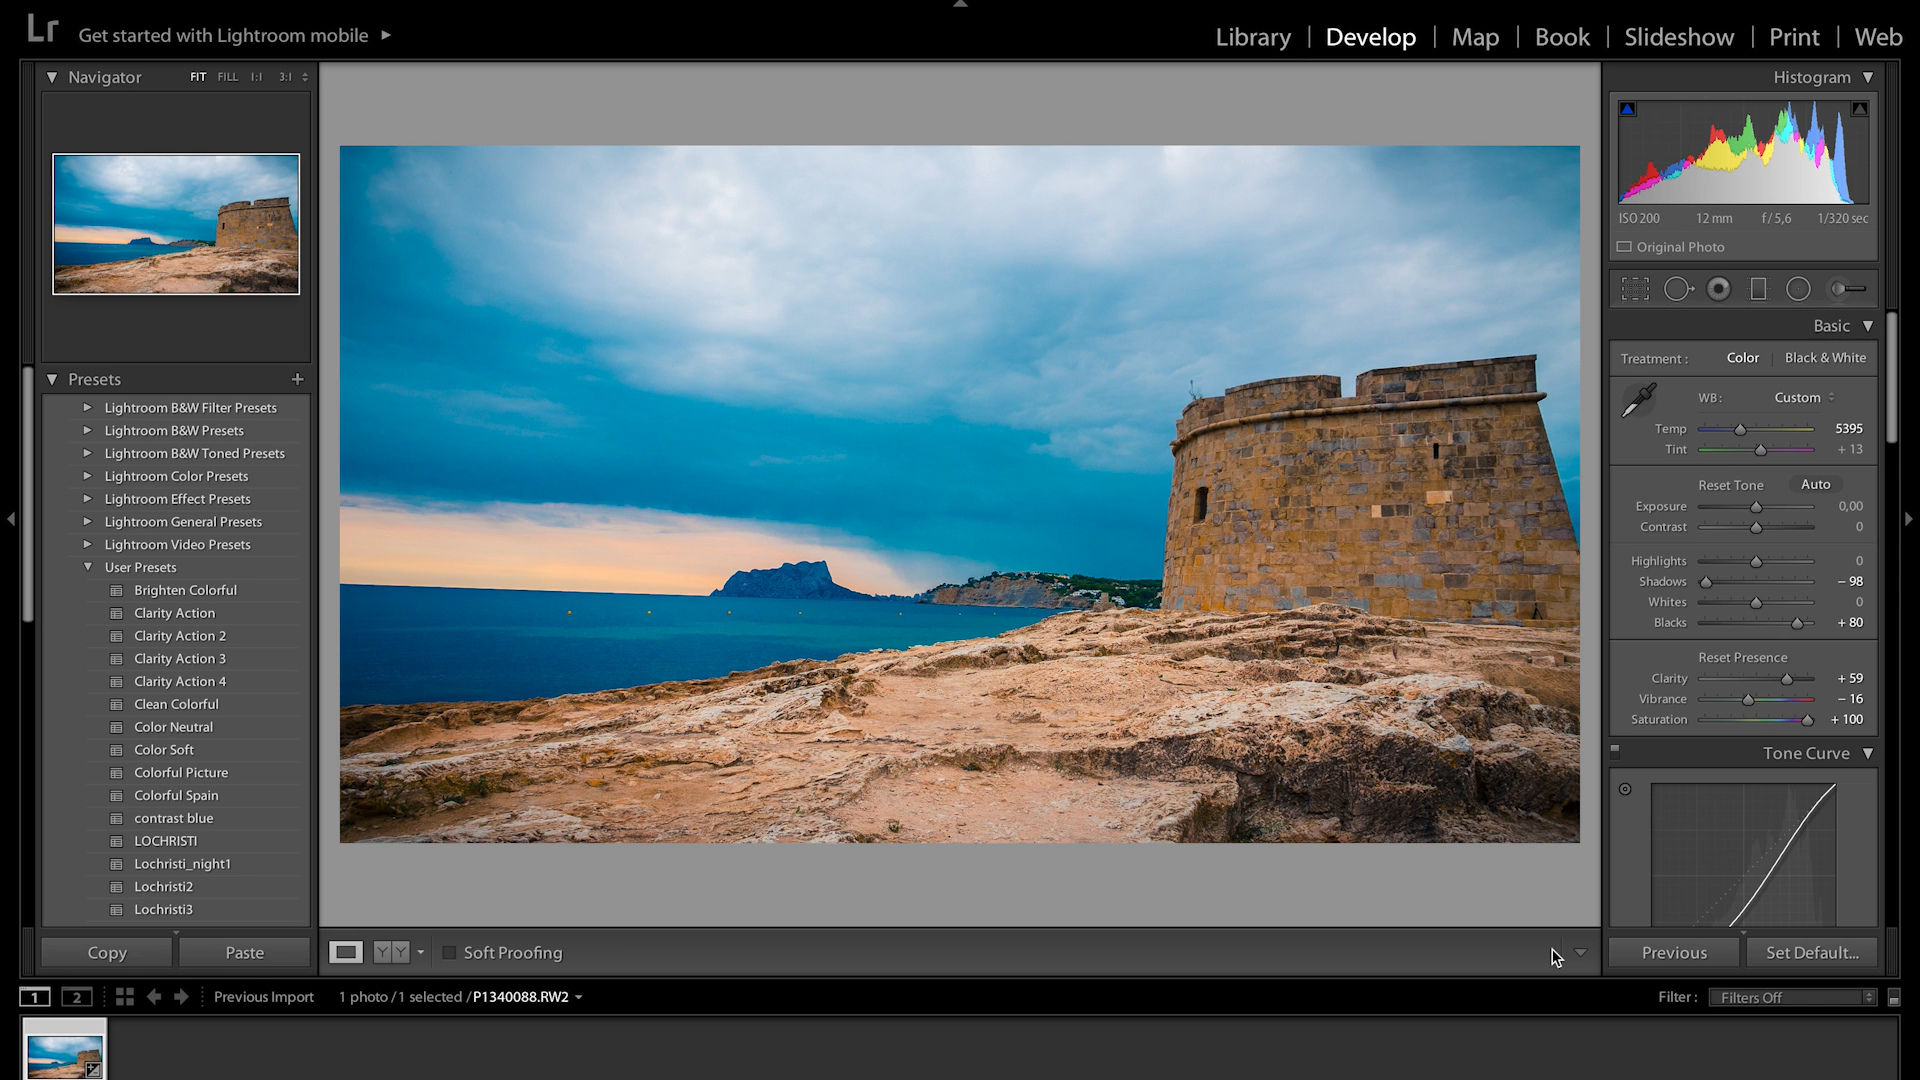 Lr Get started with Lightroom mobile
Library | Develop | Map | Book | Slideshow | Print | Web
Navigator FIT FILL 1:1 3:1
Presets +
Lightroom B&W Filter Presets
Lightroom B&W Presets
Lightroom B&W Toned Presets
Lightroom Color Presets
Lightroom Effect Presets
Lightroom General Presets
Lightroom Video Presets
User Presets
Brighten Colorful
Clarity Action
Clarity Action 2
Clarity Action 3
Clarity Action 4
Clean Colorful
Color Neutral
Color Soft
Colorful Picture
Colorful Spain
contrast blue
LOCHRISTI
Lochristi_night1
Lochristi2
Lochristi3
Copy Paste
Y Y Soft Proofing
Histogram
ISO 200 12 mm f / 5,6 1/320 sec
Original Photo
Basic
Treatment : Color Black & White
WB : Custom
Temp 5395
Tint + 13
Reset Tone Auto
Exposure 0,00
Contrast 0
Highlights 0
Shadows – 98
Whites 0
Blacks + 80
Reset Presence
Clarity + 59
Vibrance – 16
Saturation + 100
Tone Curve
Previous Set Default...
1 2 Previous Import 1 photo / 1 selected / P1340088.RW2 Filter : Filters Off